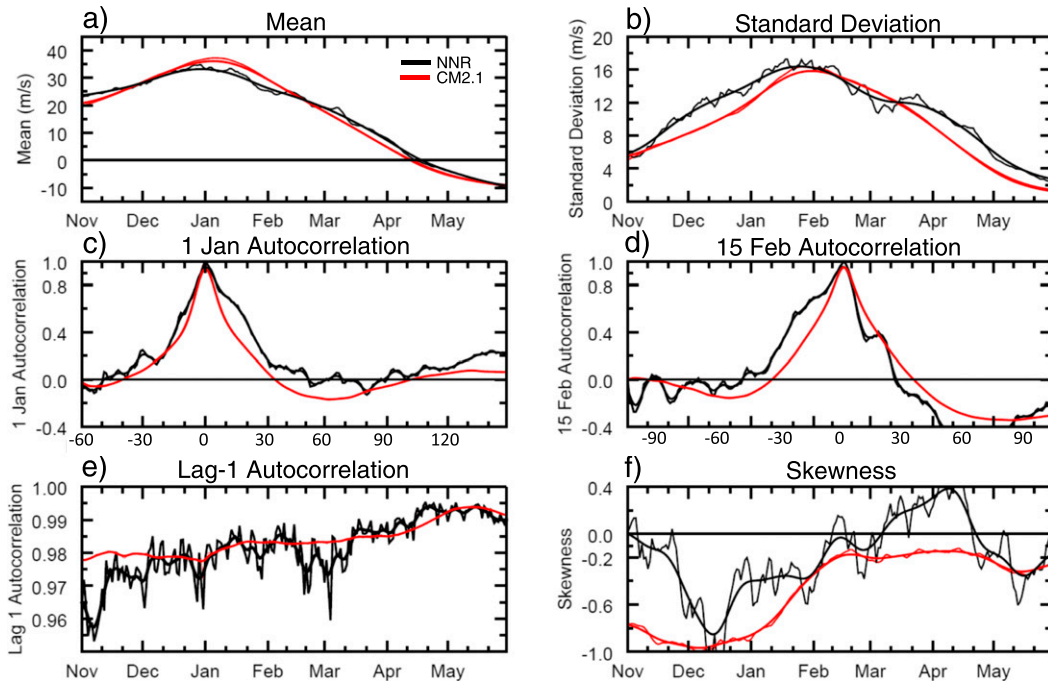 a) Mean
b) Standard Deviation
Mean (m/s)
40
30
20
10
0
-10
NNR
CM2.1
Nov Dec Jan Feb Mar Apr May
Standard Deviation (m/s)
20
16
12
8
4
0
Nov Dec Jan Feb Mar Apr May
c) 1 Jan Autocorrelation
d) 15 Feb Autocorrelation
1 Jan Autocorrelation
1.0
0.8
0.4
0.0
-0.4
-60 -30 0 30 60 90 120
15 Feb Autocorrelation
1.0
0.8
0.4
0.0
-0.4
-90 -60 -30 0 30 60 90
e) Lag-1 Autocorrelation
f) Skewness
Lag 1 Autocorrelation
1.00
0.99
0.98
0.97
0.96
Nov Dec Jan Feb Mar Apr May
Skewness
0.4
0.0
-0.2
-0.6
-1.0
Nov Dec Jan Feb Mar Apr May